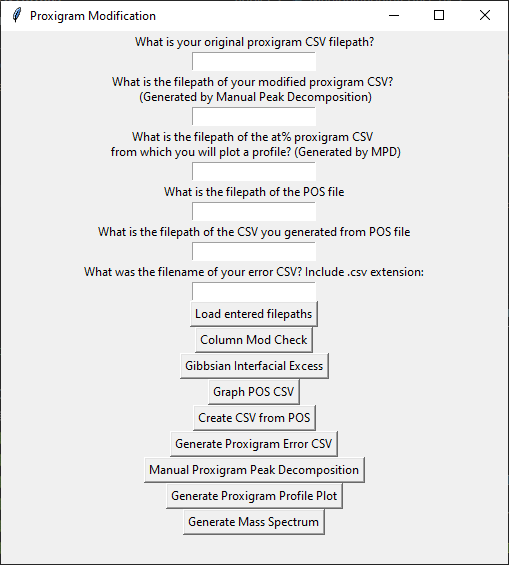 Proxigram Modification
What is your original proxigram CSV filepath?
What is the filepath of your modified proxigram CSV?
(Generated by Manual Peak Decomposition)
What is the filepath of the at% proxigram CSV
from which you will plot a profile? (Generated by MPD)
What is the filepath of the POS file
What is the filepath of the CSV you generated from POS file
What was the filename of your error CSV? Include .csv extension:
Load entered filepaths
Column Mod Check
Gibbsian Interfacial Excess
Graph POS CSV
Create CSV from POS
Generate Proxigram Error CSV
Manual Proxigram Peak Decomposition
Generate Proxigram Profile Plot
Generate Mass Spectrum